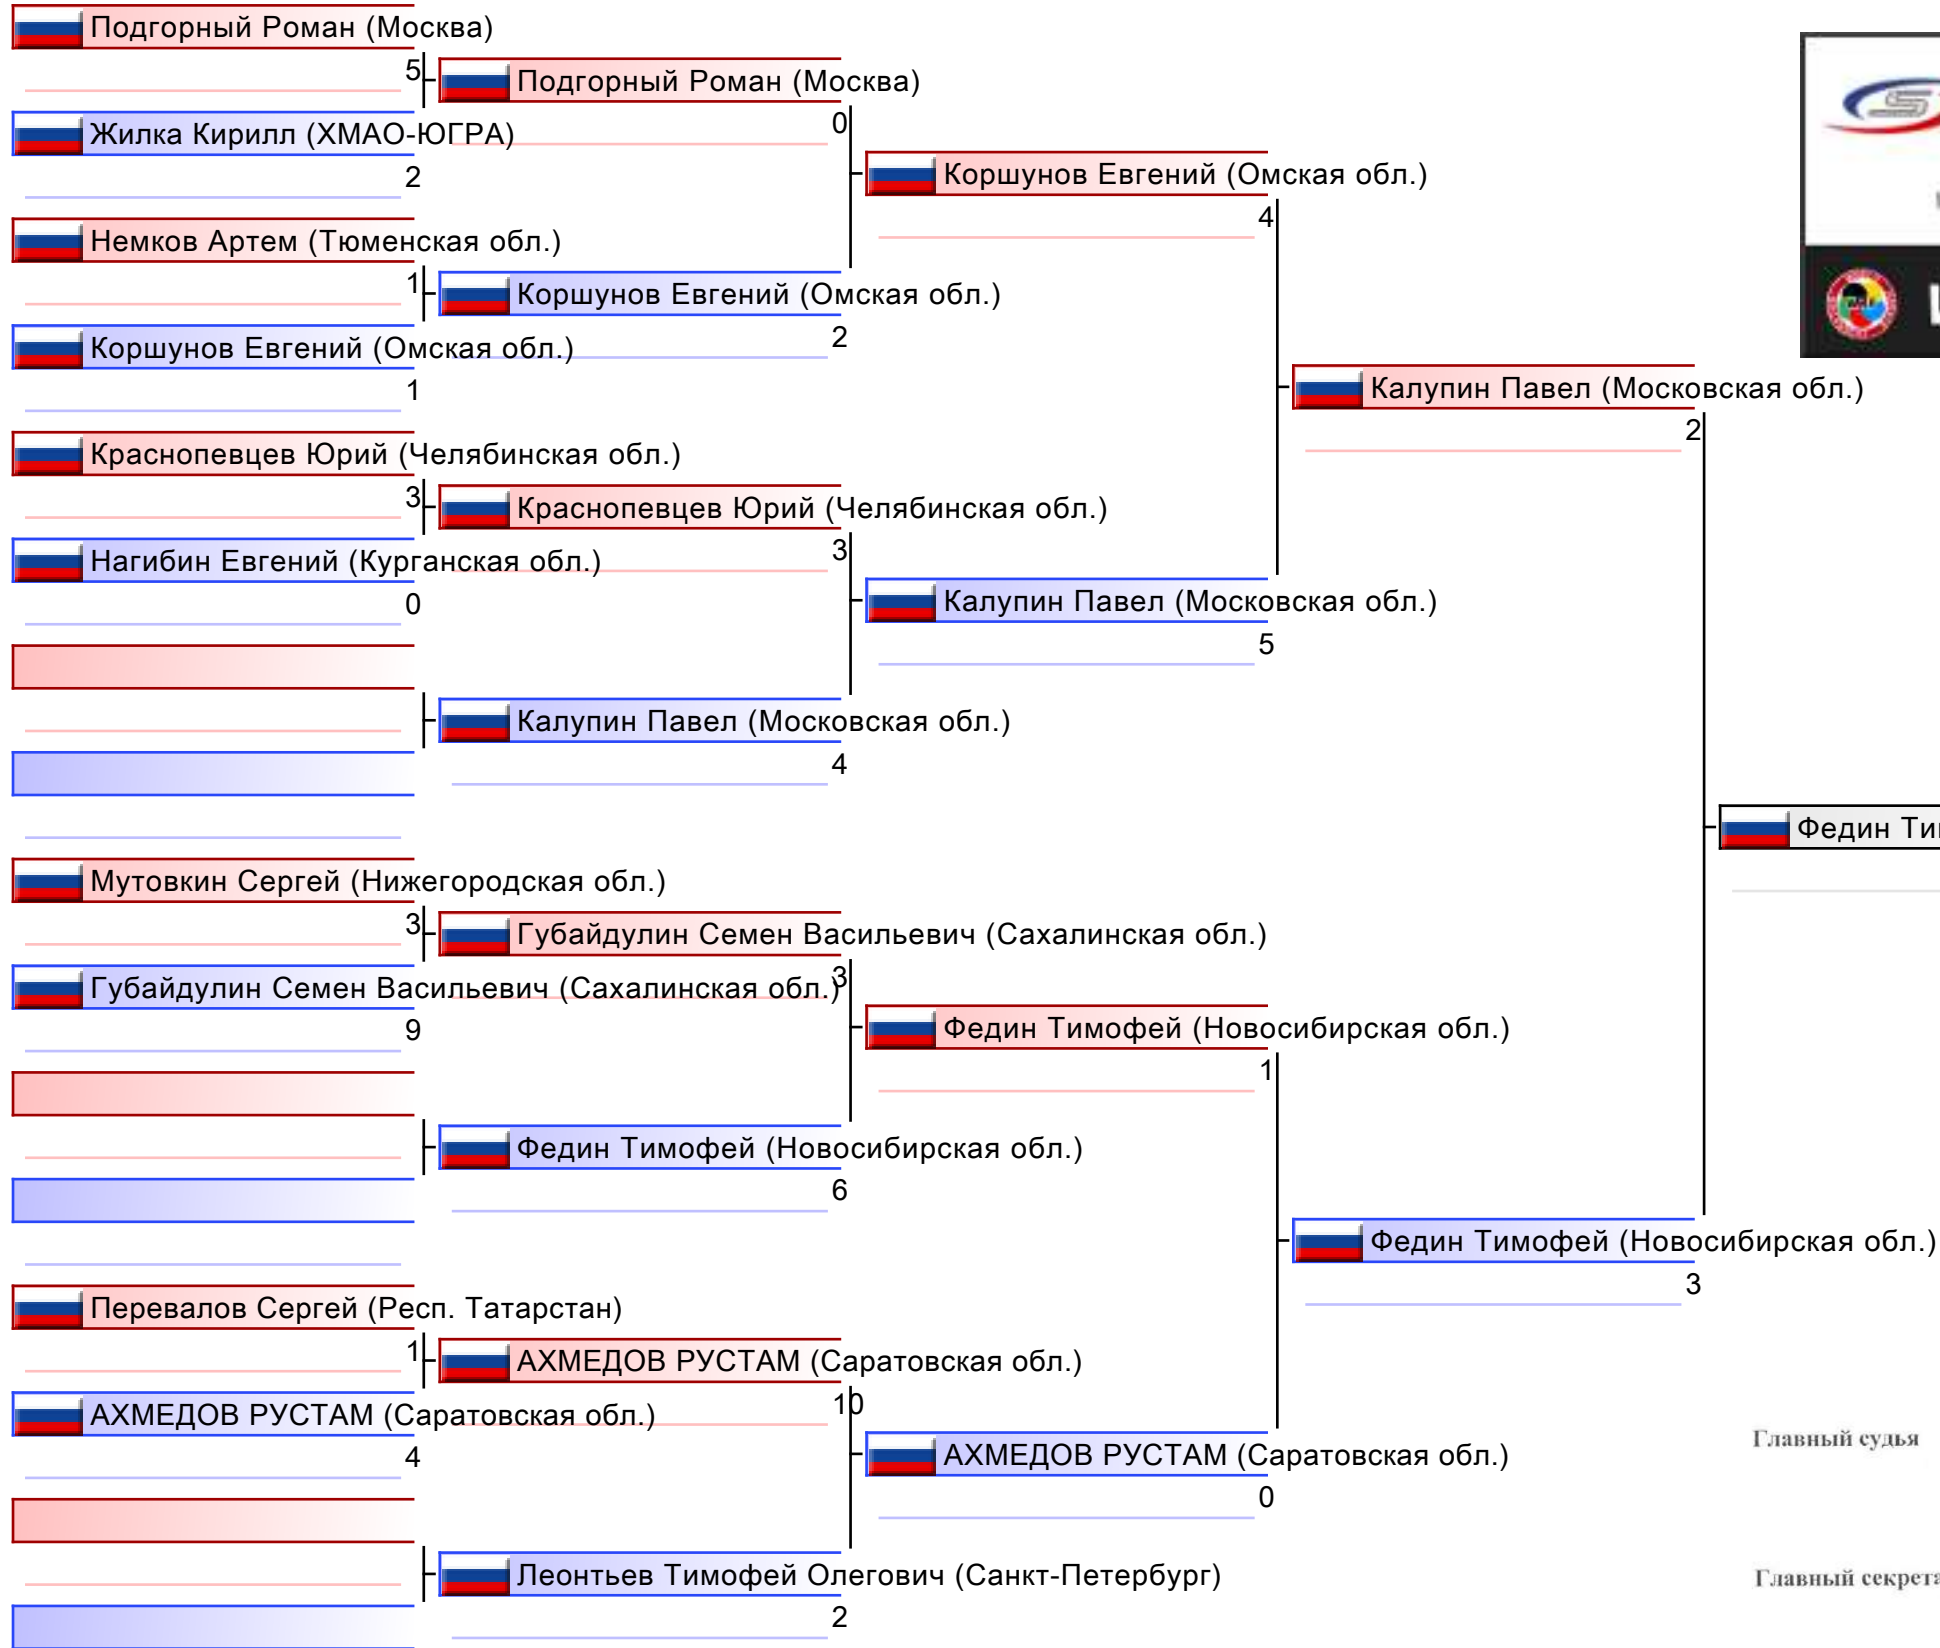 Подгорный Роман (Москва)
5
Подгорный Роман (Москва)
0
Жилка Кирилл (ХМАО-ЮГРА)
2
Коршунов Евгений (Омская обл.)
4
Немков Артем (Тюменская обл.)
1
Коршунов Евгений (Омская обл.)
2
Коршунов Евгений (Омская обл.)
1
Калупин Павел (Московская обл.)
2
Краснопевцев Юрий (Челябинская обл.)
3
Краснопевцев Юрий (Челябинская обл.)
3
Нагибин Евгений (Курганская обл.)
0
Калупин Павел (Московская обл.)
5
Калупин Павел (Московская обл.)
4
Федин
Мутовкин Сергей (Нижегородская обл.)
3
Губайдулин Семен Васильевич (Сахалинская обл.)
3
Губайдулин Семен Васильевич (Сахалинская обл.)
9
Федин Тимофей (Новосибирская обл.)
1
Федин Тимофей (Новосибирская обл.)
6
Федин Тимофей (Новосибирская обл.)
3
Перевалов Сергей (Респ. Татарстан)
1
АХМЕДОВ РУСТАМ (Саратовская обл.)
10
АХМЕДОВ РУСТАМ (Саратовская обл.)
4
АХМЕДОВ РУСТАМ (Саратовская обл.)
0
Главный судья
Леонтьев Тимофей Олегович (Санкт-Петербург)
2
Главный